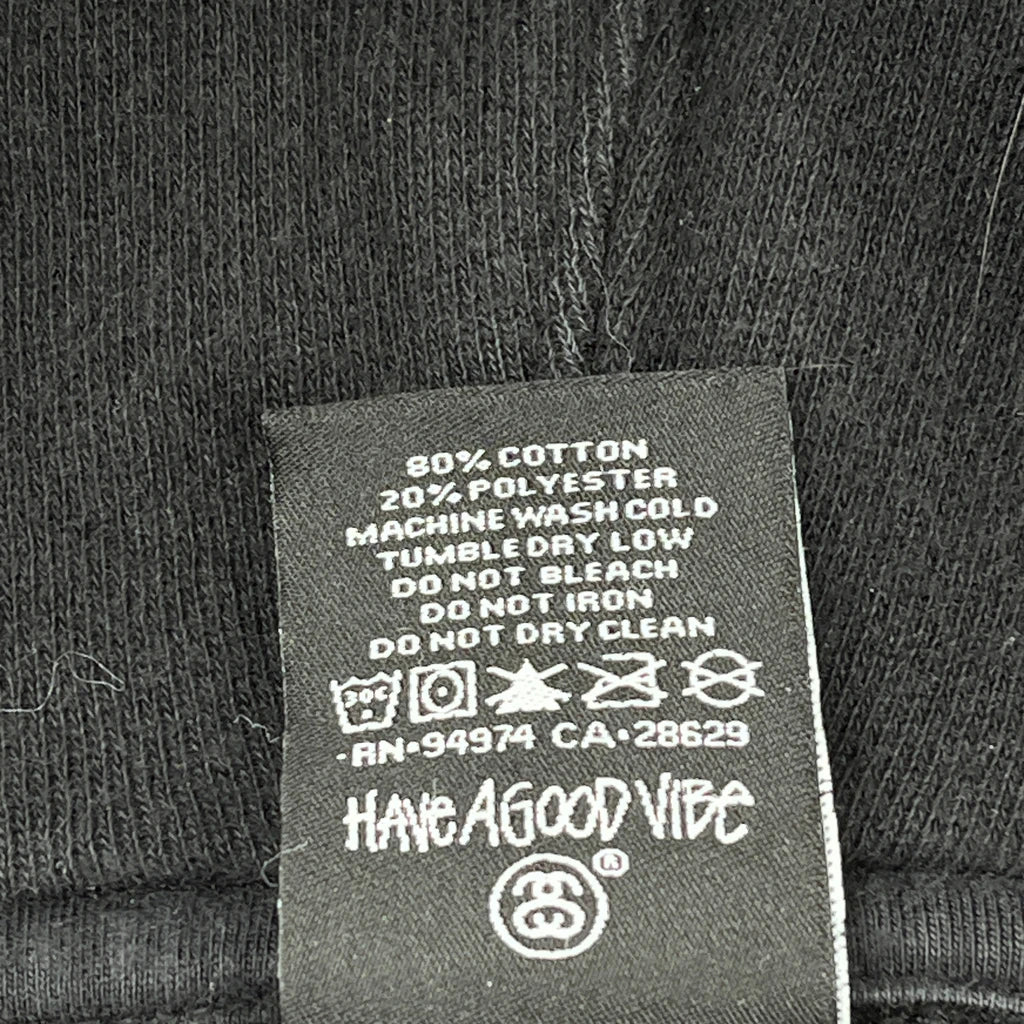 80% COTTON
20% POLYESTER
MACHINE WASH COLD
TUMBLE DRY LOW
DO NOT BLEACH
DO NOT IRON
DO NOT DRY CLEAN
30C
·RN·94974 CA·28629
HAVE A GOOD VIBE
®